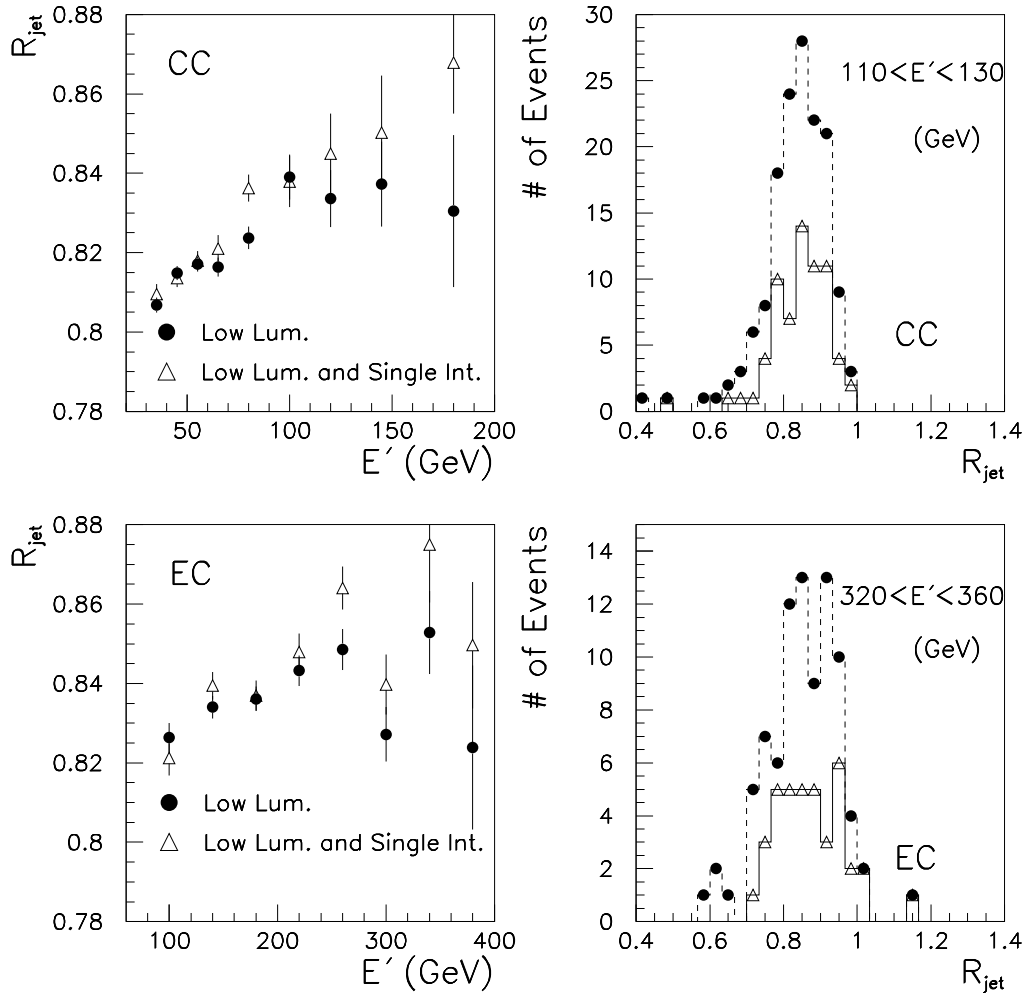 R_jet
0.88
0.86
0.84
0.82
0.8
0.78
CC
Low Lum.
Low Lum. and Single Int.
50
100
150
200
E′ (GeV)
# of Events
30
25
20
15
10
5
0
110<E′<130
(GeV)
CC
0.4
0.6
0.8
1
1.2
1.4
R_jet
R_jet
0.88
0.86
0.84
0.82
0.8
0.78
EC
Low Lum.
Low Lum. and Single Int.
100
200
300
400
E′ (GeV)
# of Events
14
12
10
8
6
4
2
0
320<E′<360
(GeV)
EC
0.4
0.6
0.8
1
1.2
1.4
R_jet